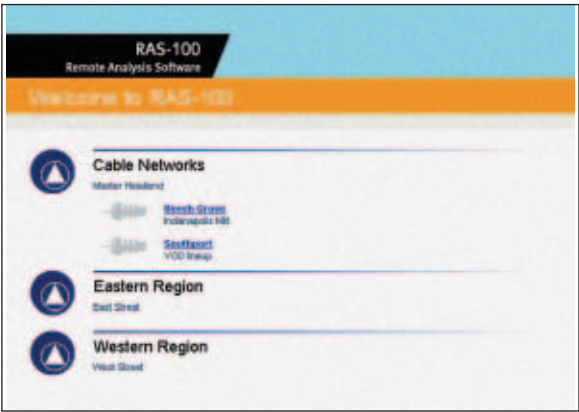 RAS-100
Remote Analysis Software
Welcome to RAS-100
Cable Networks
Master Headend
Beech Grove
Indianapolis NW
Southport
VOD lineup
Eastern Region
East Street
Western Region
West Street